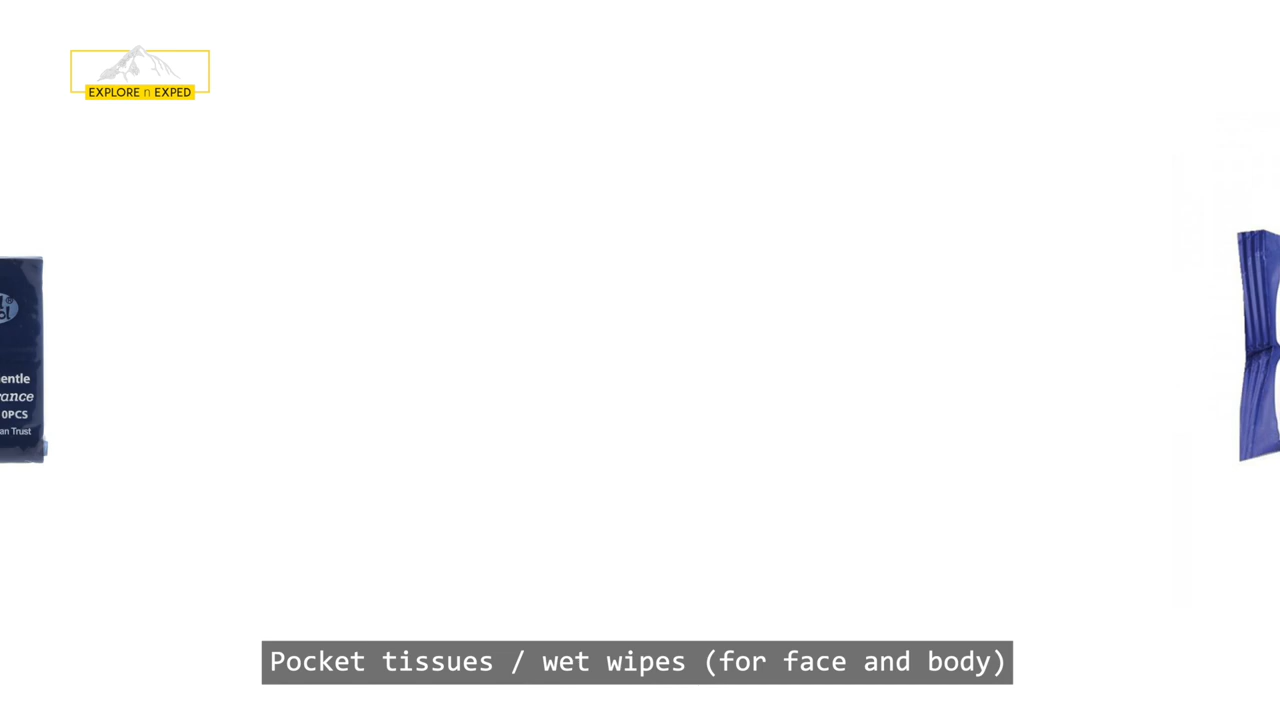 EXPLORE n EXPED
entle
rance
0PCS
an Trust
Pocket tissues / wet wipes (for face and body)